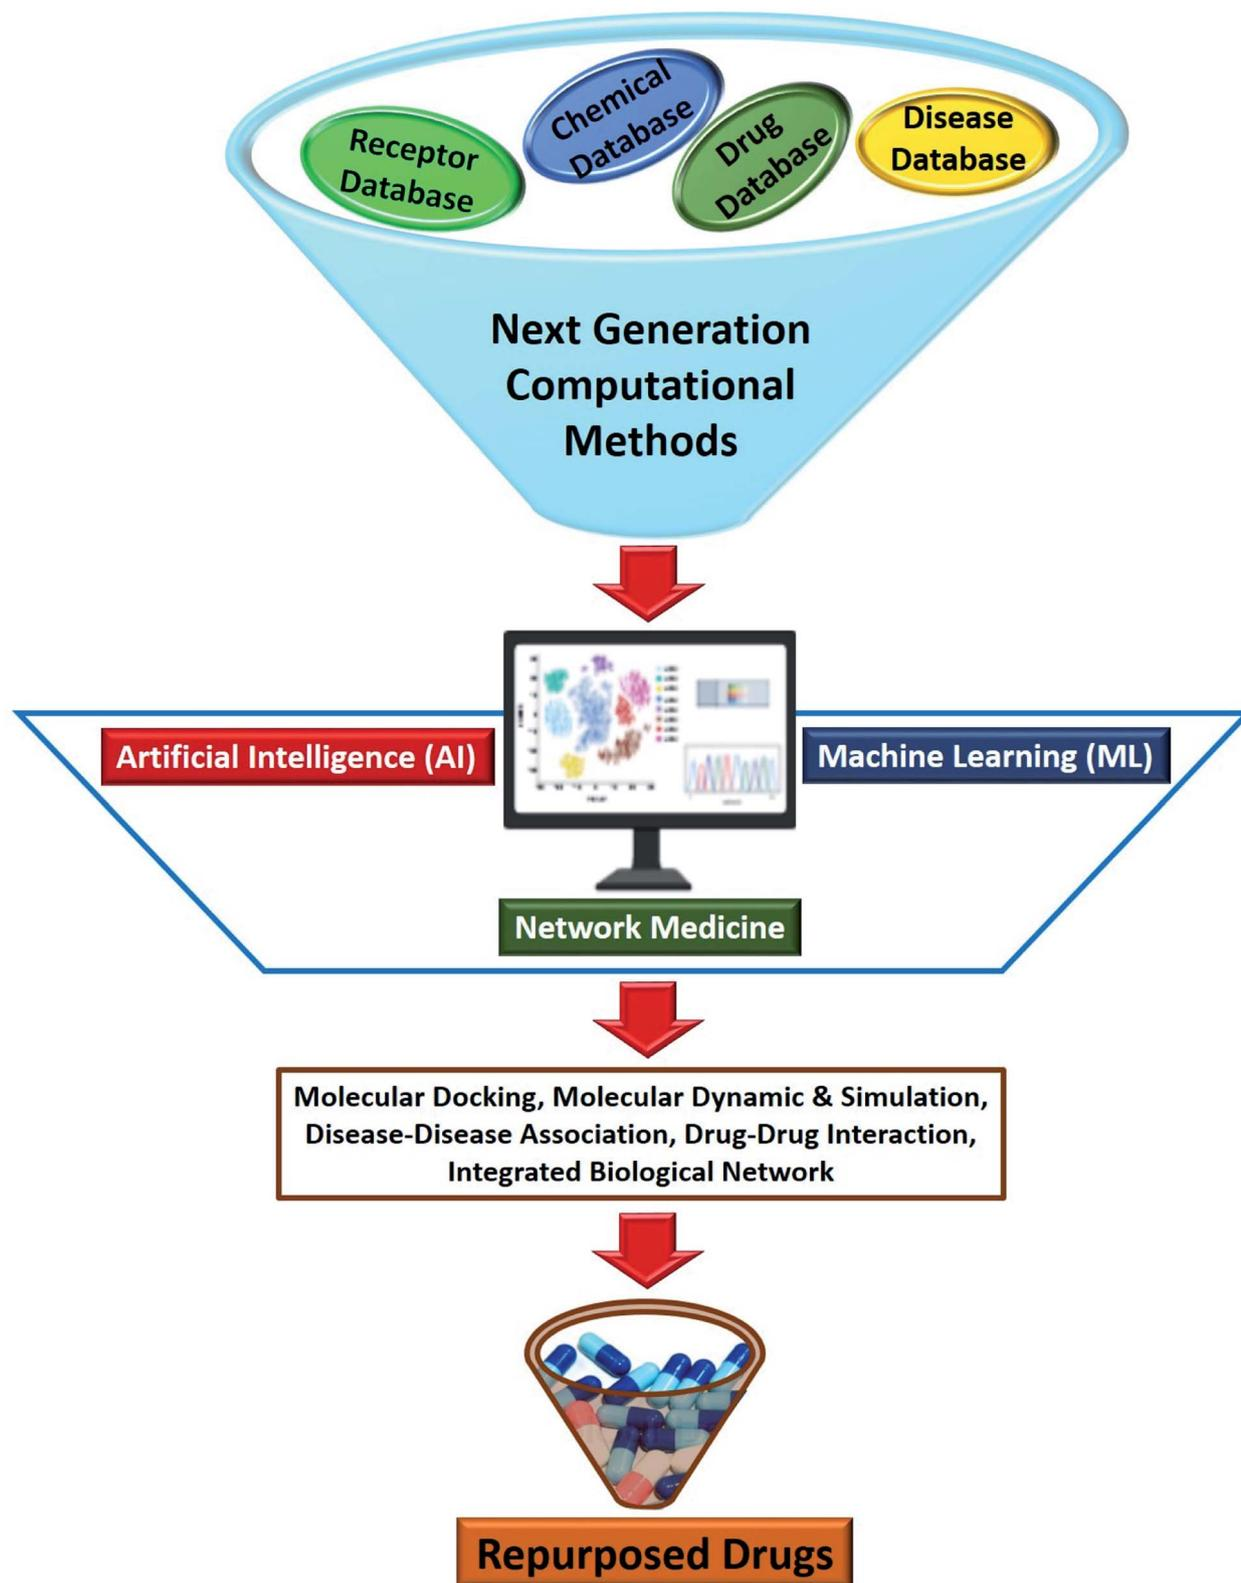 Receptor
Database
Chemical
Database
Drug
Database
Disease
Database
Next Generation
Computational
Methods
Artificial Intelligence (AI)
Machine Learning (ML)
Network Medicine
Molecular Docking, Molecular Dynamic & Simulation,
Disease-Disease Association, Drug-Drug Interaction,
Integrated Biological Network
Repurposed Drugs